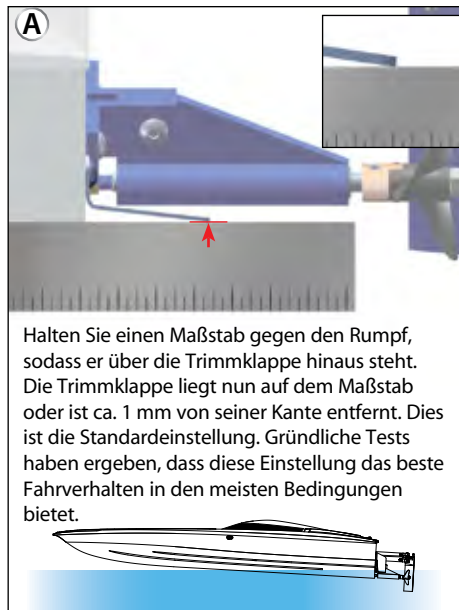 A
Halten Sie einen Maßstab gegen den Rumpf,
sodass er über die Trimmklappe hinaus steht.
Die Trimmklappe liegt nun auf dem Maßstab
oder ist ca. 1 mm von seiner Kante entfernt. Dies
ist die Standardeinstellung. Gründliche Tests
haben ergeben, dass diese Einstellung das beste
Fahrverhalten in den meisten Bedingungen
bietet.